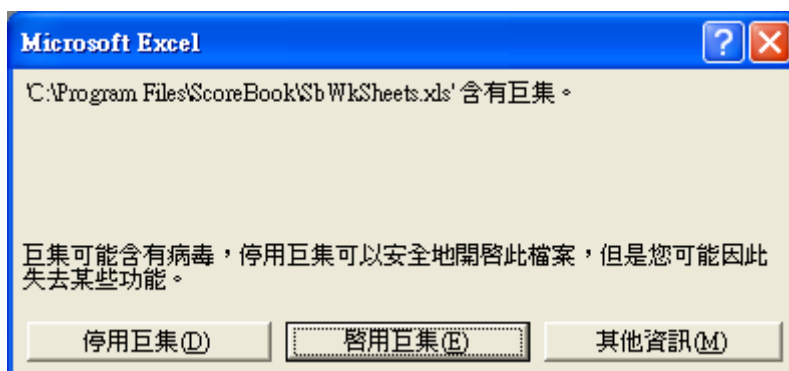 Microsoft Excel
'C:\Program Files\ScoreBook\SbWkSheets.xls' 含有巨集。
巨集可能含有病毒，停用巨集可以安全地開啓此檔案，但是您可能因此
失去某些功能。
停用巨集(D) 啓用巨集(E) 其他資訊(M)